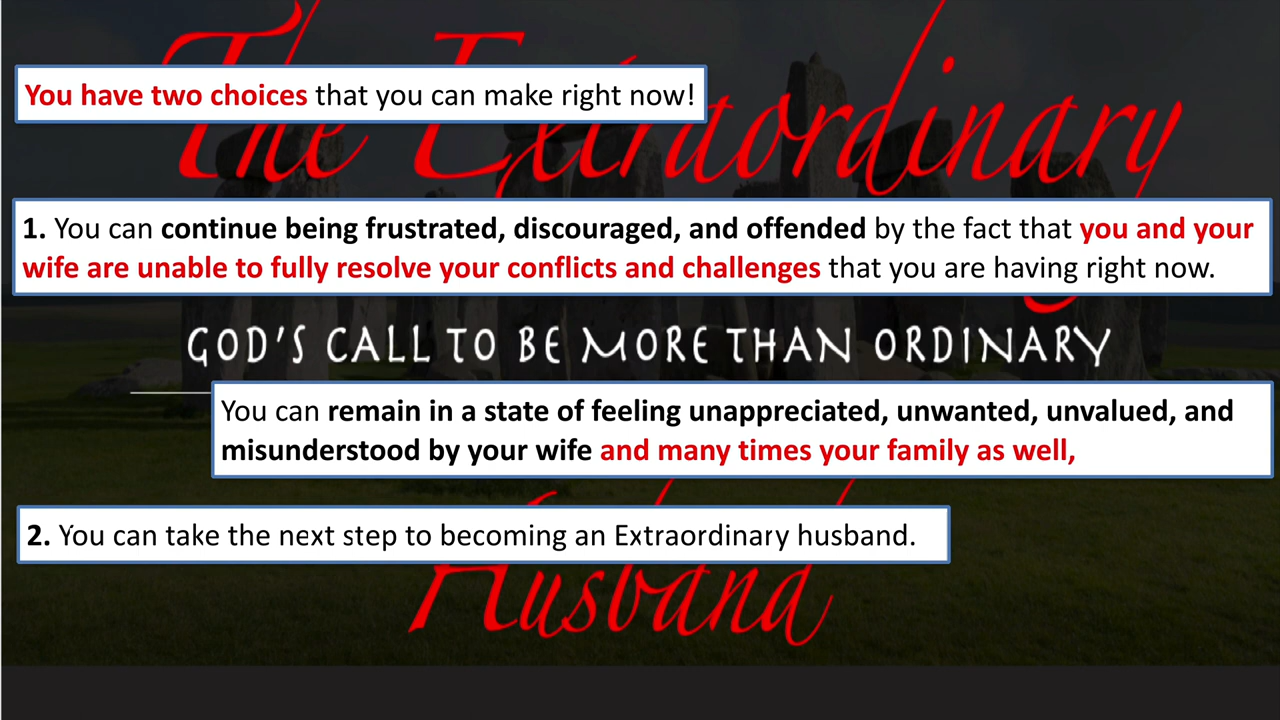 The Extraordinary
You have two choices that you can make right now!
1. You can continue being frustrated, discouraged, and offended by the fact that you and your
wife are unable to fully resolve your conflicts and challenges that you are having right now.
GOD'S CALL TO BE MORE THAN ORDINARY
You can remain in a state of feeling unappreciated, unwanted, unvalued, and
misunderstood by your wife and many times your family as well,
2. You can take the next step to becoming an Extraordinary husband.
Husband